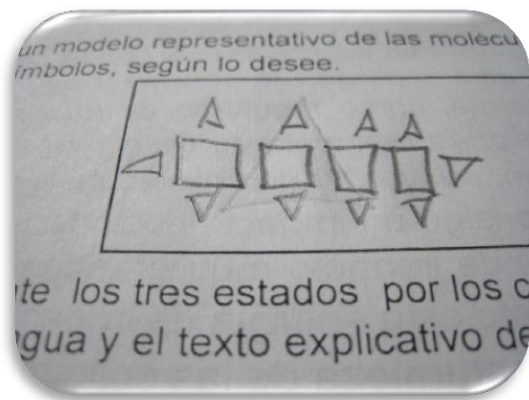 un modelo representativo de las molécu
ímbolos, según lo desee.
te los tres estados por los c
gua y el texto explicativo de